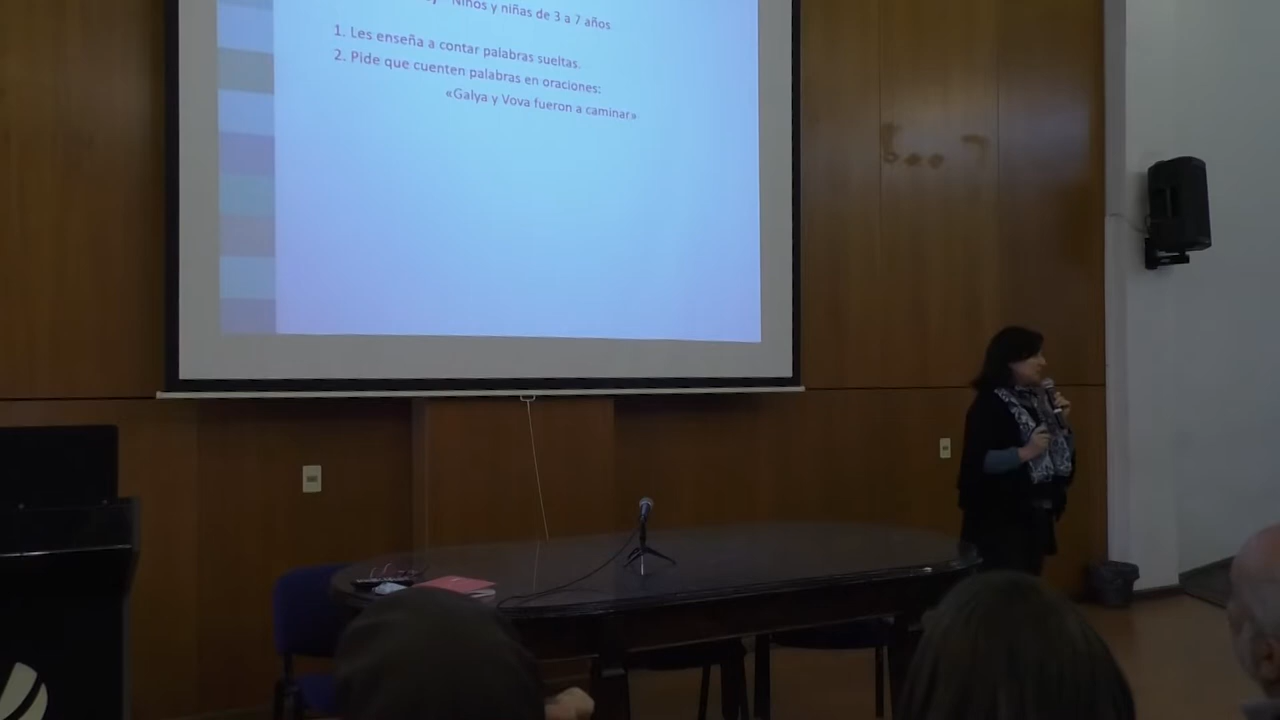 Niños y niñas de 3 a 7 años
1. Les enseña a contar palabras sueltas.
2. Pide que cuenten palabras en oraciones:
«Galya y Vova fueron a caminar»